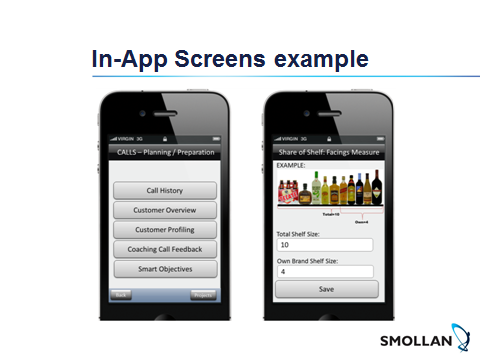 In-App Screens example
VIRGIN 3G
CALLS – Planning / Preparation
Call History
Customer Overview
Customer Profiling
Coaching Call Feedback
Smart Objectives
Back
Projects
VIRGIN 3G
Share of Shelf: Facings Measure
EXAMPLE:
Total=10
Own=4
Total Shelf Size:
10
Own Brand Shelf Size:
4
Save
SMOLLAN